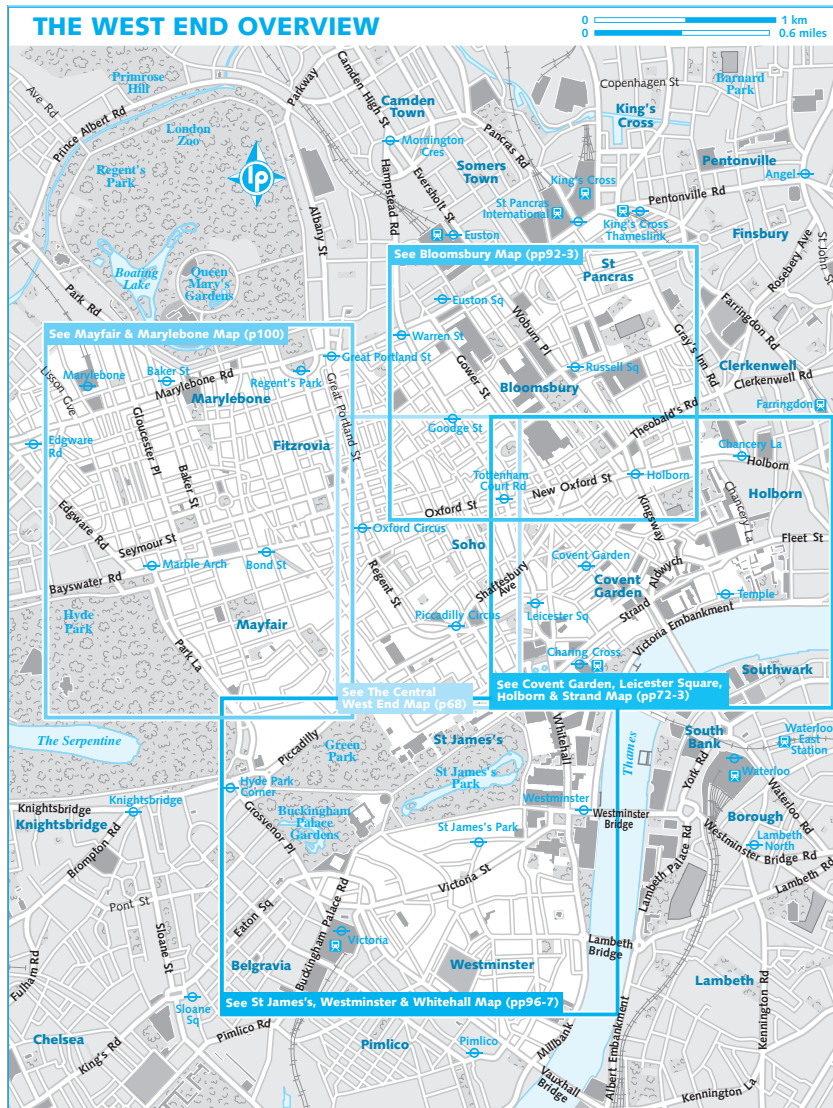 THE WEST END OVERVIEW
0 1 km
0 0.6 miles
Primrose
Hill
Ave Rd
Prince Albert Rd
London
Zoo
Regent's
Park
lp
Parkway
Camden High St
Camden
Town
Mornington
Cres
Hampstead Rd
Eversholt St
Somers
Town
Pancras Rd
Copenhagen St
King's
Cross
Barnard
Park
Pentonville
Angel
King's Cross
St Pancras
International
Pentonville Rd
King's Cross
Thameslink
Finsbury
St John St
Rosebery Ave
Albany St
Euston
Boating
Lake
Queen
Mary's
Gardens
Park Rd
See Bloomsbury Map (pp92-3)
St
Pancras
Euston Sq
Woburn Pl
Farringdon Rd
Gray's Inn Rd
Warren St
Gower St
Russell Sq
Bloomsbury
Clerkenwell
Clerkenwell Rd
Farringdon
See Mayfair & Marylebone Map (p100)
Great Portland St
Lisson Gve
Marylebone
Baker St
Marylebone Rd
Regent's Park
Marylebone
Great Portland St
Gloucester Pl
Baker St
Fitzrovia
Goodge St
Theobald's Rd
Edgware
Rd
Chancery La
Holborn
Holborn
Tottenham
Court Rd
New Oxford St
Holborn
Oxford St
Kingsway
Chancery La
Edgware Rd
Seymour St
Oxford Circus
Soho
Fleet St
Marble Arch
Bond St
Bayswater Rd
Regent St
Shaftesbury
Ave
Covent Garden
Covent
Garden
Aldwych
Hyde
Park
Mayfair
Piccadilly Circus
Leicester Sq
Strand
Temple
Victoria Embankment
Park La
Charing Cross
Southwark
See The Central
West End Map (p68)
See Covent Garden, Leicester Square,
Holborn & Strand Map (pp72-3)
The Serpentine
Piccadilly
Green
Park
St James's
Whitehall
Thames
South
Bank
Waterloo
East
Station
York Rd
Waterloo
Waterloo Rd
St James's
Park
Hyde Park
Corner
Knightsbridge
Knightsbridge
Knightsbridge
Buckingham
Palace
Gardens
Grosvenor Pl
Westminster
Westminster
Bridge
Borough
Lambeth
North
Westminster Bridge Rd
Brompton Rd
St James's Park
Victoria St
Lambeth Palace Rd
Lambeth Rd
Pont St
Sloane St
Eaton Sq
Buckingham Palace Rd
Victoria
Lambeth
Bridge
Fulham Rd
Belgravia
Westminster
Lambeth
Kennington Rd
See St James's, Westminster & Whitehall Map (pp96-7)
Sloane
Sq
Chelsea
King's Rd
Pimlico Rd
Pimlico
Pimlico
Millbank
Vauxhall
Bridge
Albert Embankment
Kennington La